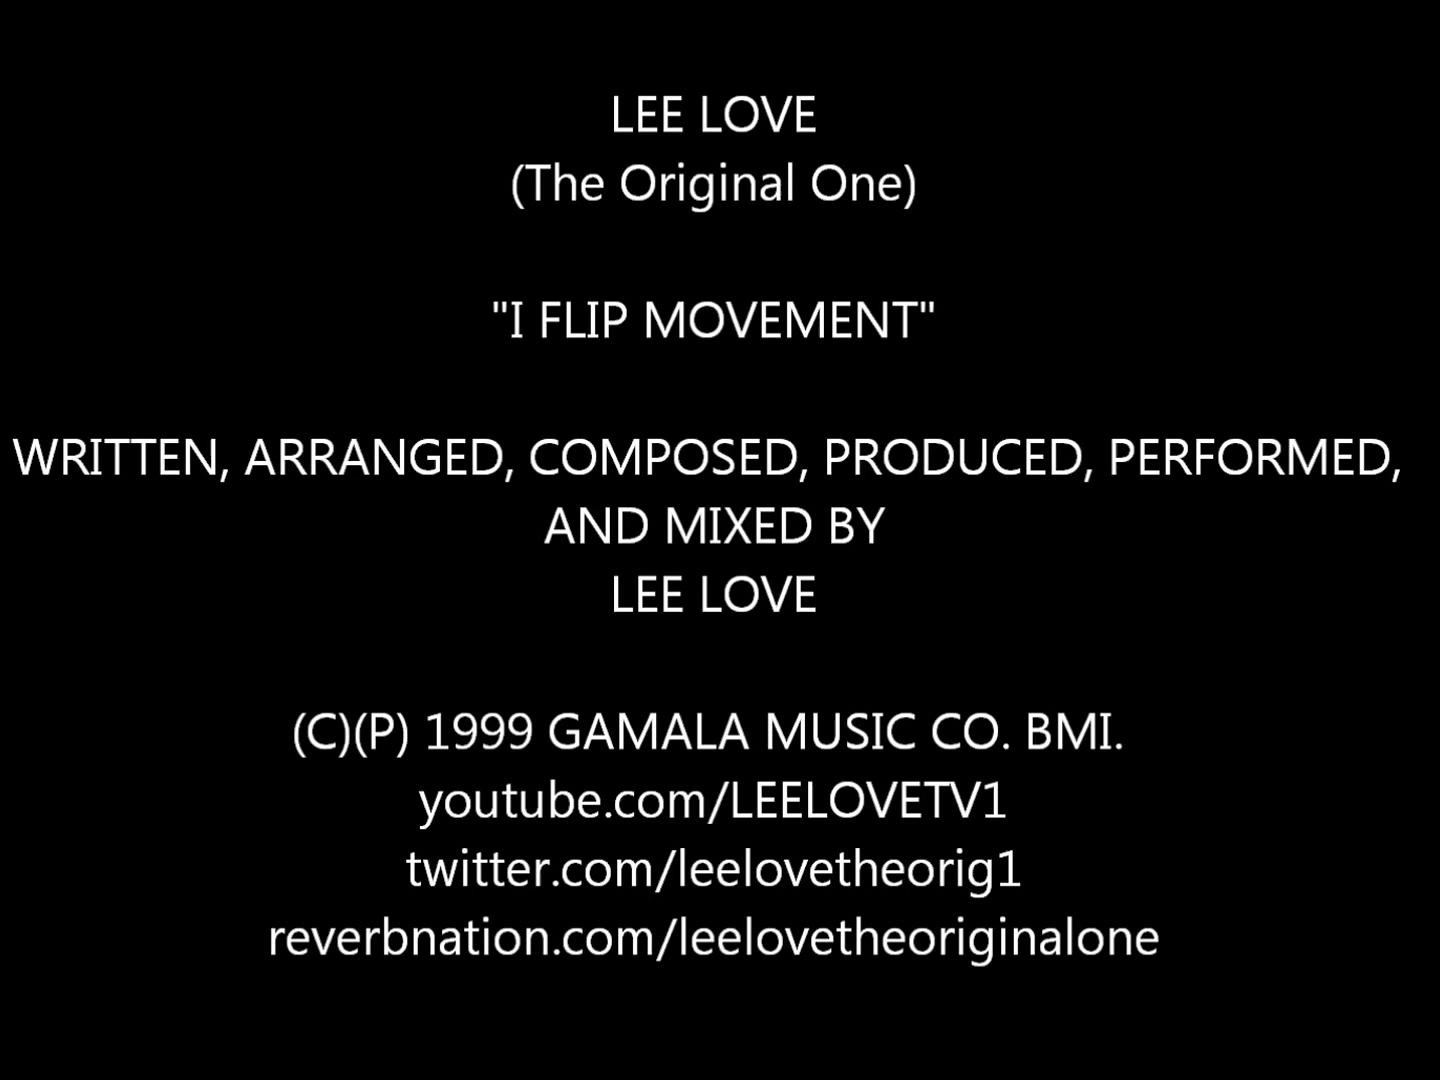 LEE LOVE
(The Original One)
"I FLIP MOVEMENT"
WRITTEN, ARRANGED, COMPOSED, PRODUCED, PERFORMED,
AND MIXED BY
LEE LOVE
(C)(P) 1999 GAMALA MUSIC CO. BMI.
youtube.com/LEELOVETV1
twitter.com/leelovetheorig1
reverbnation.com/leelovetheoriginalone